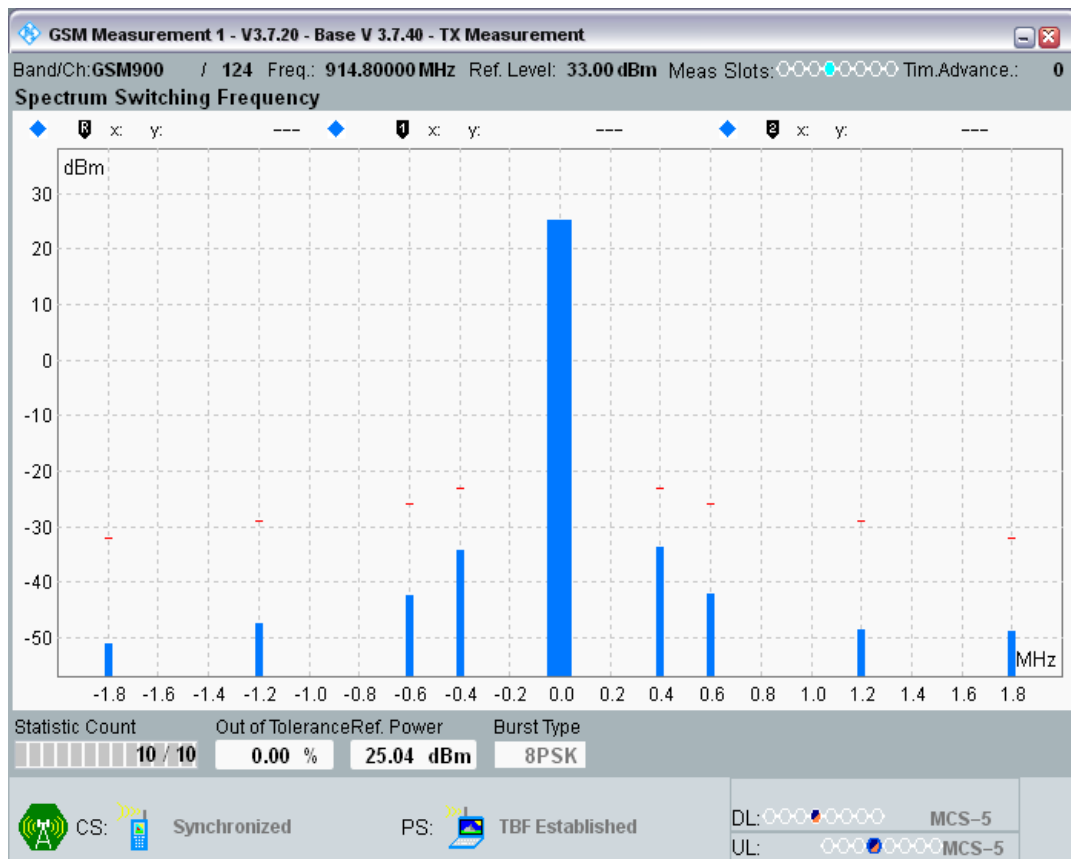 GSM Measurement 1 - V3.7.20 - Base V 3.7.40 - TX Measurement
Band/Ch:GSM900 / 124 Freq.: 914.80000 MHz Ref. Level: 33.00 dBm Meas Slots: Tim.Advance.: 0
Spectrum Switching Frequency
R x: y: --- 1 x: y: --- 2 x: y: ---
dBm
30
20
10
0
-10
-20
-30
-40
-50
MHz
-1.8 -1.6 -1.4 -1.2 -1.0 -0.8 -0.6 -0.4 -0.2 0.0 0.2 0.4 0.6 0.8 1.0 1.2 1.4 1.6 1.8
Statistic Count Out of Tolerance Ref. Power Burst Type
10 / 10 0.00 % 25.04 dBm 8PSK
CS: Synchronized PS: TBF Established
DL: MCS-5
UL: MCS-5